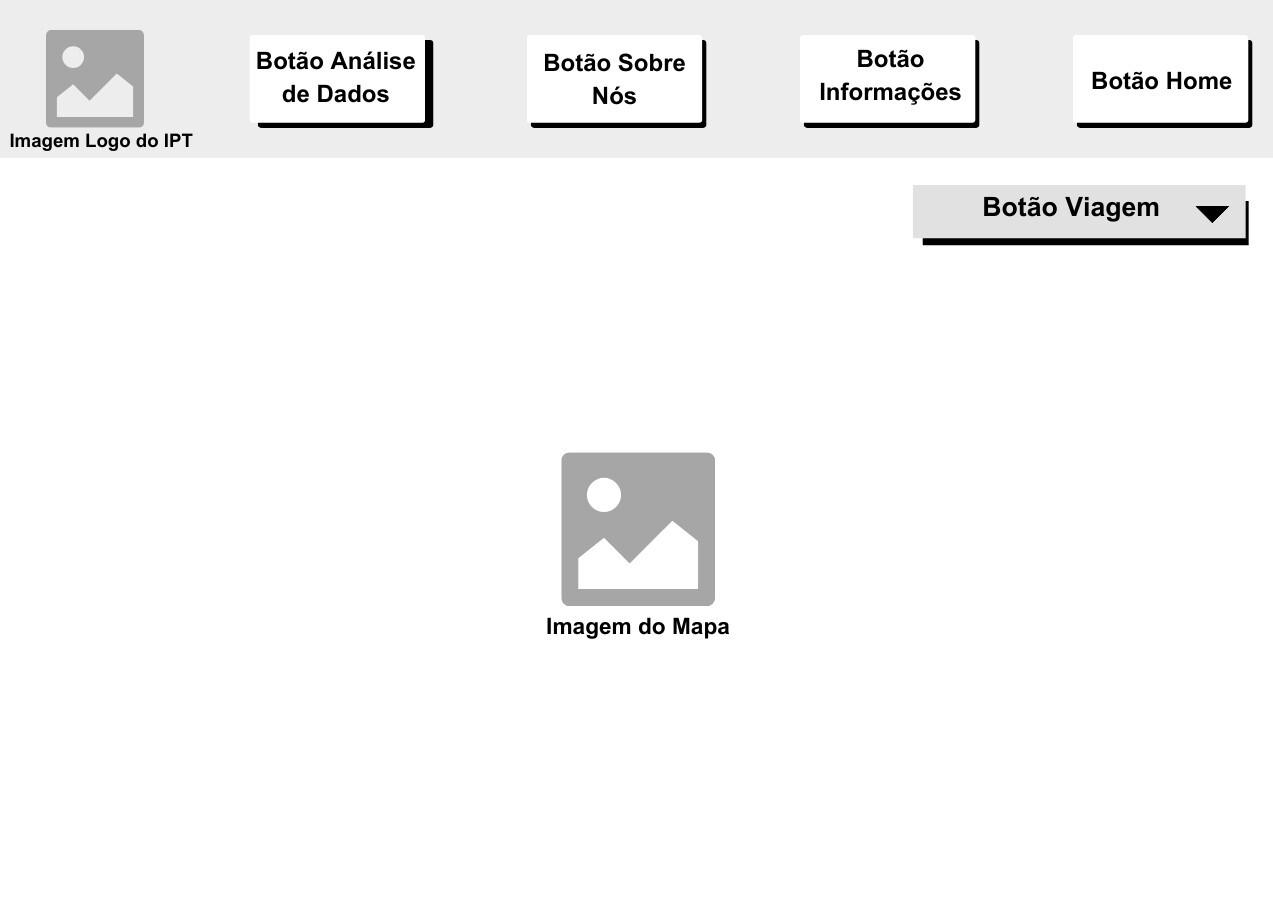 Imagem Logo do IPT
Botão Análise
de Dados
Botão Sobre
Nós
Botão
Informações
Botão Home
Botão Viagem
Imagem do Mapa